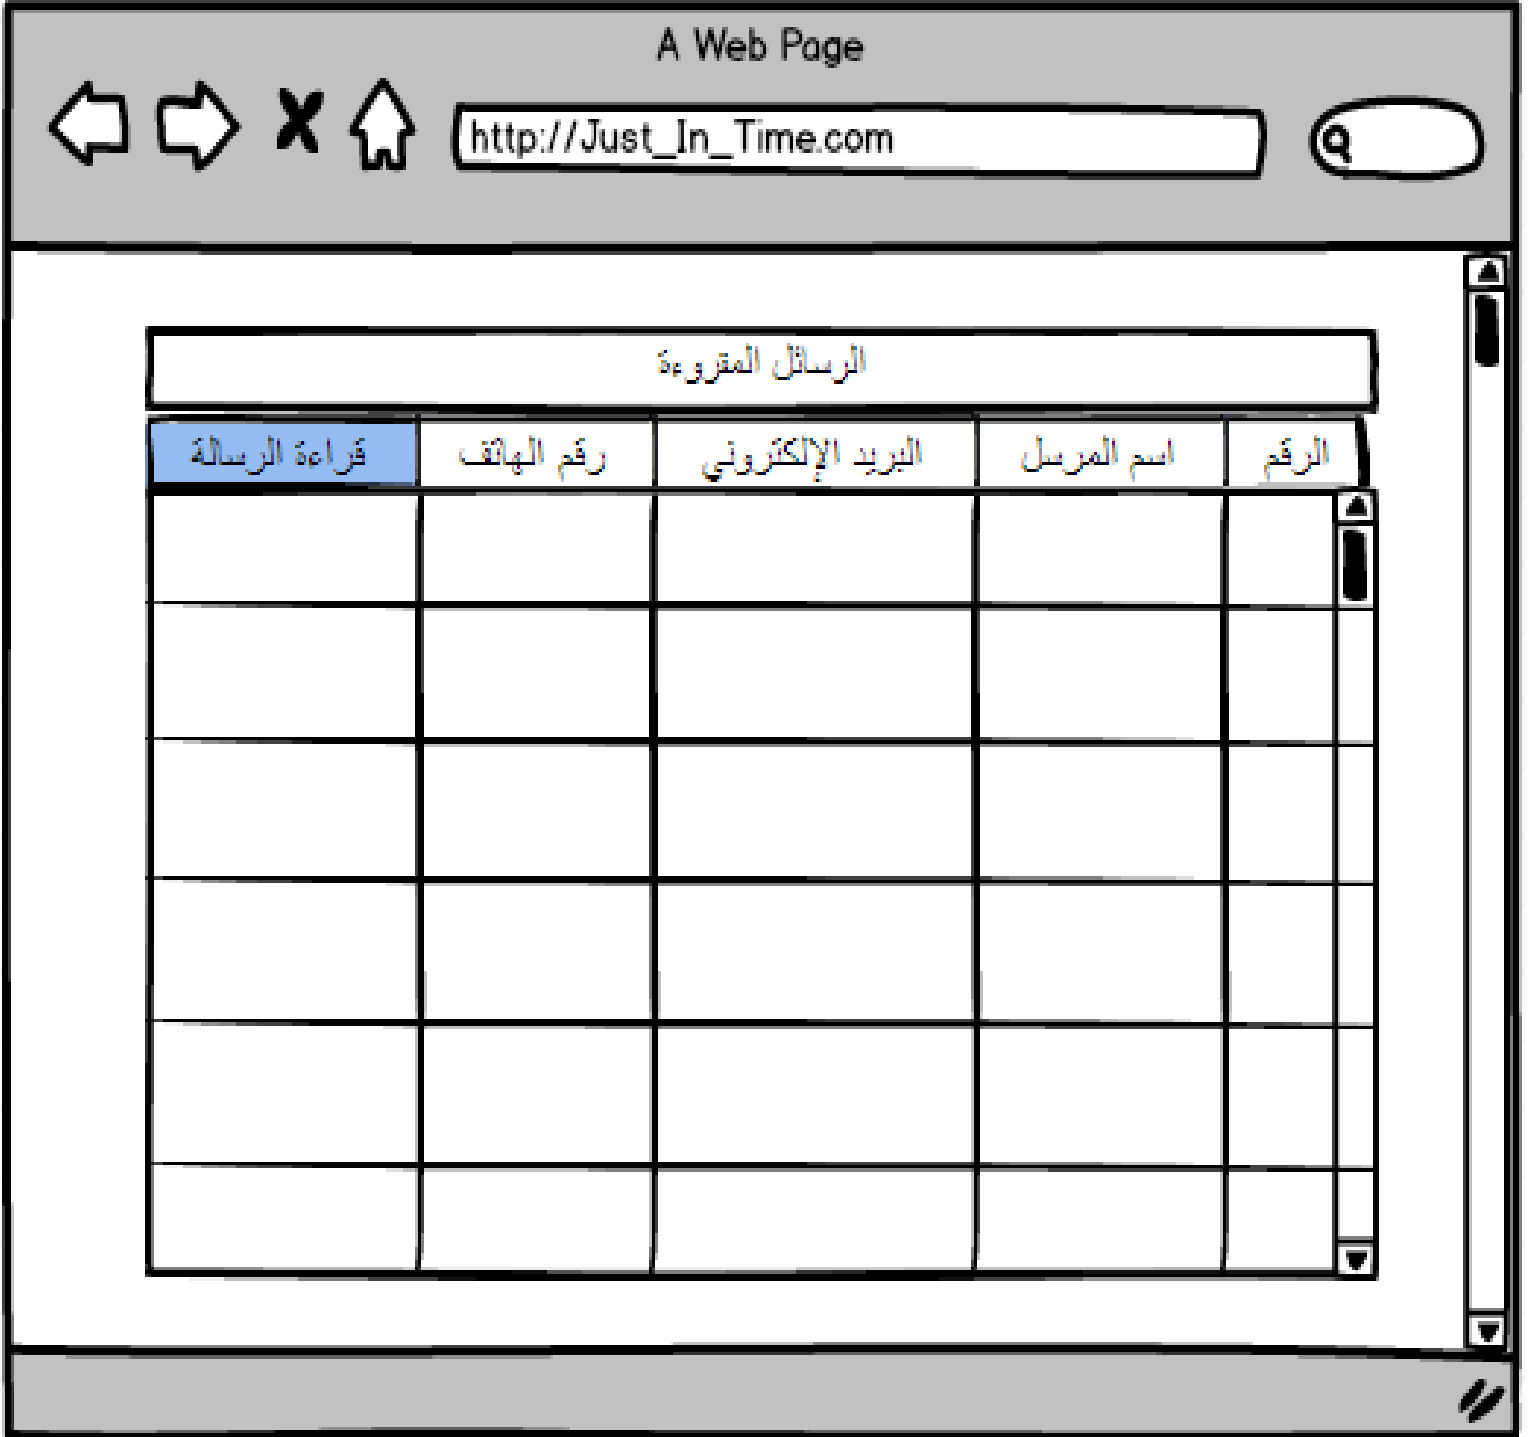 A Web Page
http://Just_In_Time.com
الرسائل المقروءة
الرقم اسم المرسل البريد الإلكتروني رقم الهاتف قراءة الرسالة